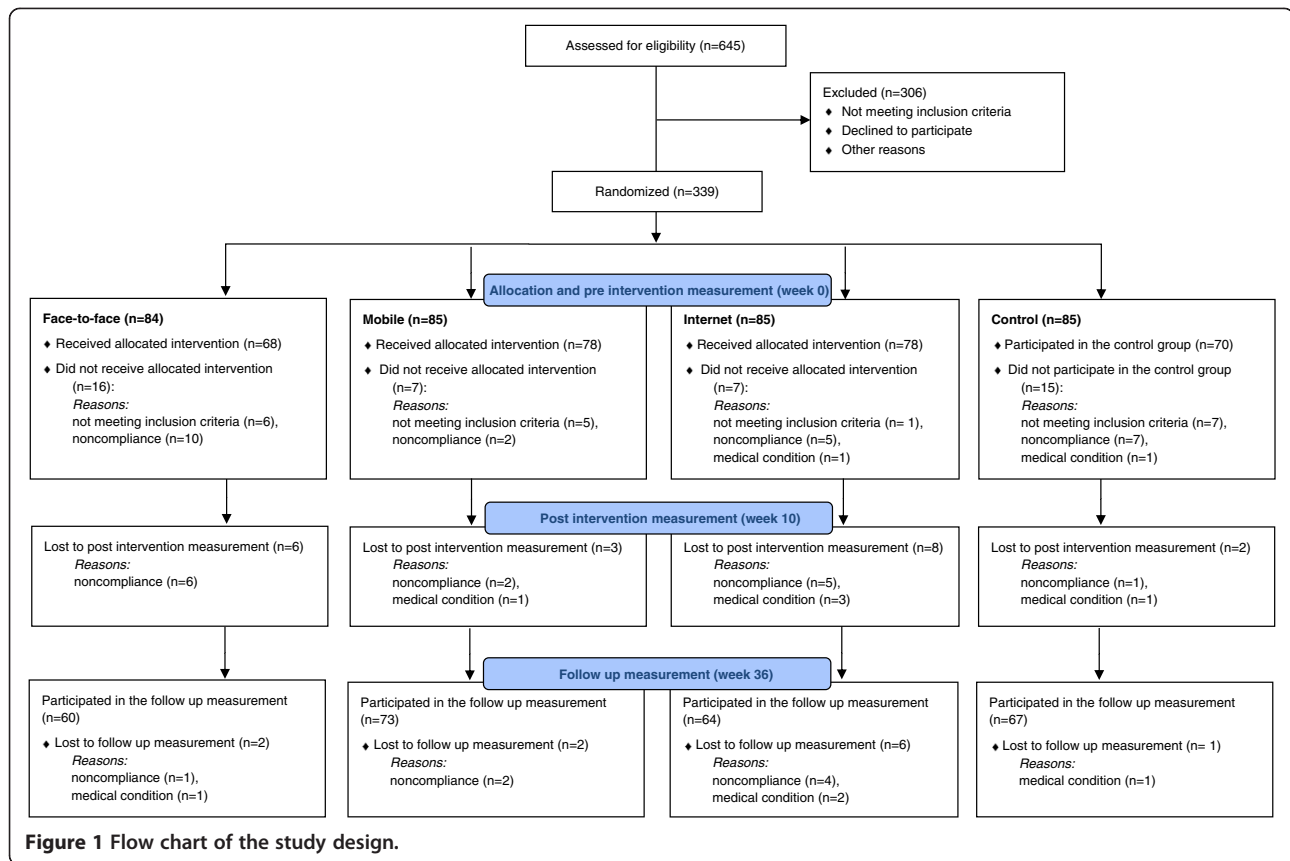 Assessed for eligibility (n=645)
Excluded (n=306)
♦ Not meeting inclusion criteria
♦ Declined to participate
♦ Other reasons
Randomized (n=339)
Allocation and pre intervention measurement (week 0)
Face-to-face (n=84)
♦ Received allocated intervention (n=68)
♦ Did not receive allocated intervention
(n=16):
Reasons:
not meeting inclusion criteria (n=6),
noncompliance (n=10)
Mobile (n=85)
♦ Received allocated intervention (n=78)
♦ Did not receive allocated intervention
(n=7):
Reasons:
not meeting inclusion criteria (n=5),
noncompliance (n=2)
Internet (n=85)
♦ Received allocated intervention (n=78)
♦ Did not receive allocated intervention
(n=7):
Reasons:
not meeting inclusion criteria (n= 1),
noncompliance (n=5),
medical condition (n=1)
Control (n=85)
♦ Participated in the control group (n=70)
♦ Did not participate in the control group
(n=15):
Reasons:
not meeting inclusion criteria (n=7),
noncompliance (n=7),
medical condition (n=1)
Post intervention measurement (week 10)
Lost to post intervention measurement (n=6)
Reasons:
noncompliance (n=6)
Lost to post intervention measurement (n=3)
Reasons:
noncompliance (n=2),
medical condition (n=1)
Lost to post intervention measurement (n=8)
Reasons:
noncompliance (n=5),
medical condition (n=3)
Lost to post intervention measurement (n=2)
Reasons:
noncompliance (n=1),
medical condition (n=1)
Follow up measurement (week 36)
Participated in the follow up measurement
(n=60)
♦ Lost to follow up measurement (n=2)
Reasons:
noncompliance (n=1),
medical condition (n=1)
Participated in the follow up measurement
(n=73)
♦ Lost to follow up measurement (n=2)
Reasons:
noncompliance (n=2)
Participated in the follow up measurement
(n=64)
♦ Lost to follow up measurement (n=6)
Reasons:
noncompliance (n=4),
medical condition (n=2)
Participated in the follow up measurement
(n=67)
♦ Lost to follow up measurement (n= 1)
Reasons:
medical condition (n=1)
Figure 1 Flow chart of the study design.